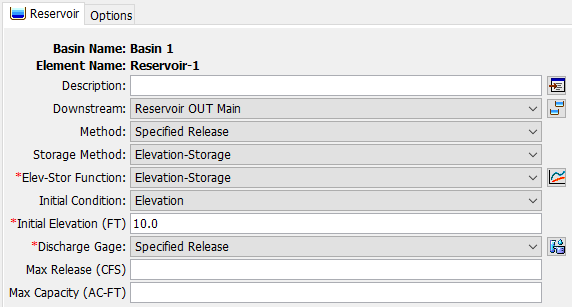 Reservoir Options
Basin Name: Basin 1
Element Name: Reservoir-1
Description:
Downstream: Reservoir OUT Main
Method: Specified Release
Storage Method: Elevation-Storage
*Elev-Stor Function: Elevation-Storage
Initial Condition: Elevation
*Initial Elevation (FT) 10.0
*Discharge Gage: Specified Release
Max Release (CFS)
Max Capacity (AC-FT)